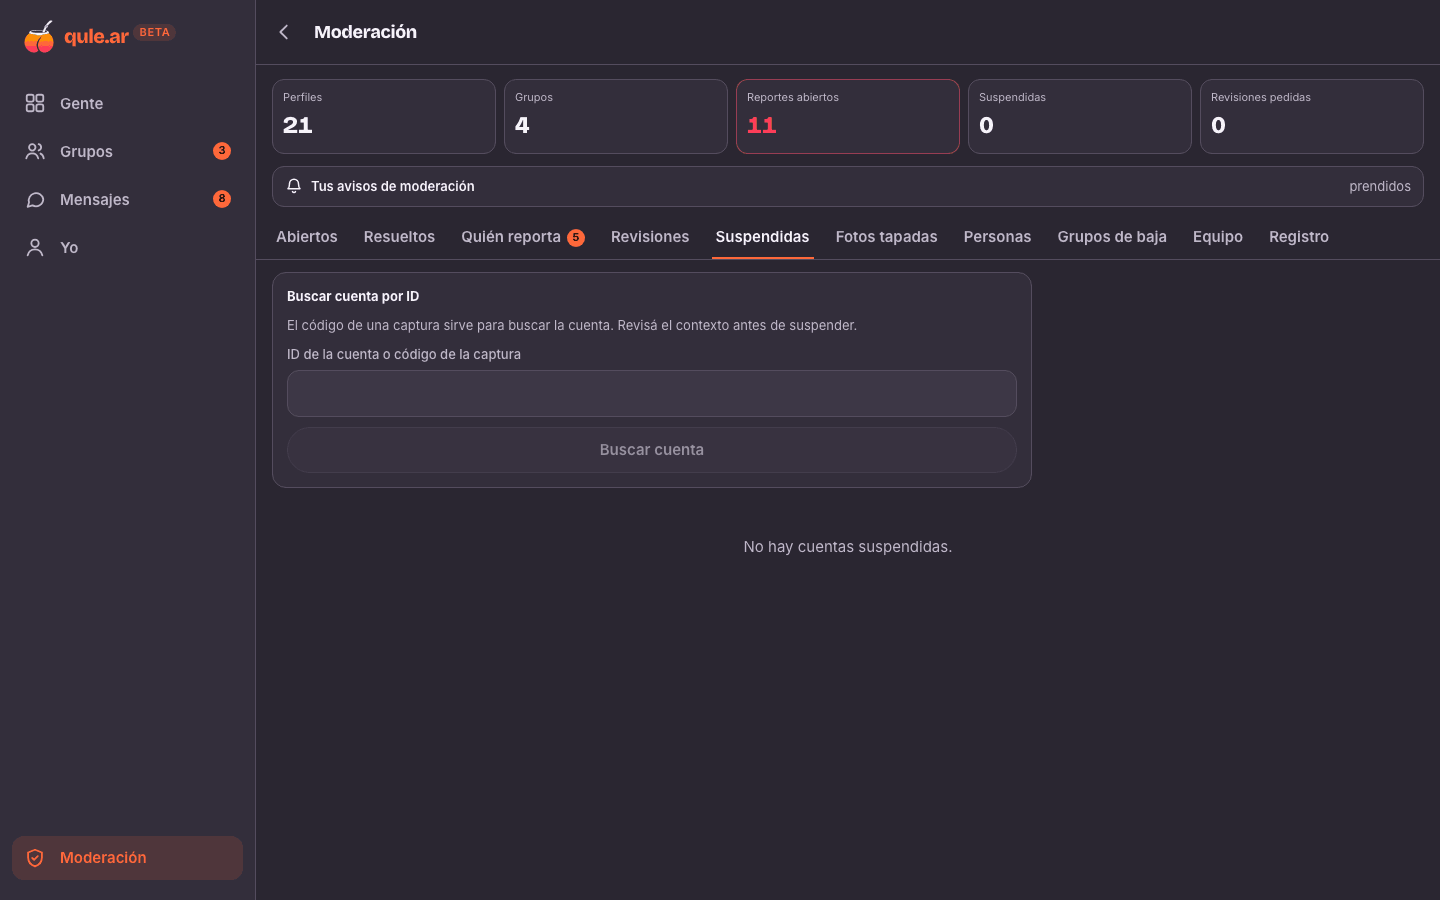 qule.ar BETA
Gente
Grupos 3
Mensajes 8
Yo
Moderación
Moderación
Perfiles
21
Grupos
4
Reportes abiertos
11
Suspendidas
0
Revisiones pedidas
0
Tus avisos de moderación prendidos
Abiertos Resueltos Quién reporta 5 Revisiones Suspendidas Fotos tapadas Personas Grupos de baja Equipo Registro
Buscar cuenta por ID
El código de una captura sirve para buscar la cuenta. Revisá el contexto antes de suspender.
ID de la cuenta o código de la captura
Buscar cuenta
No hay cuentas suspendidas.